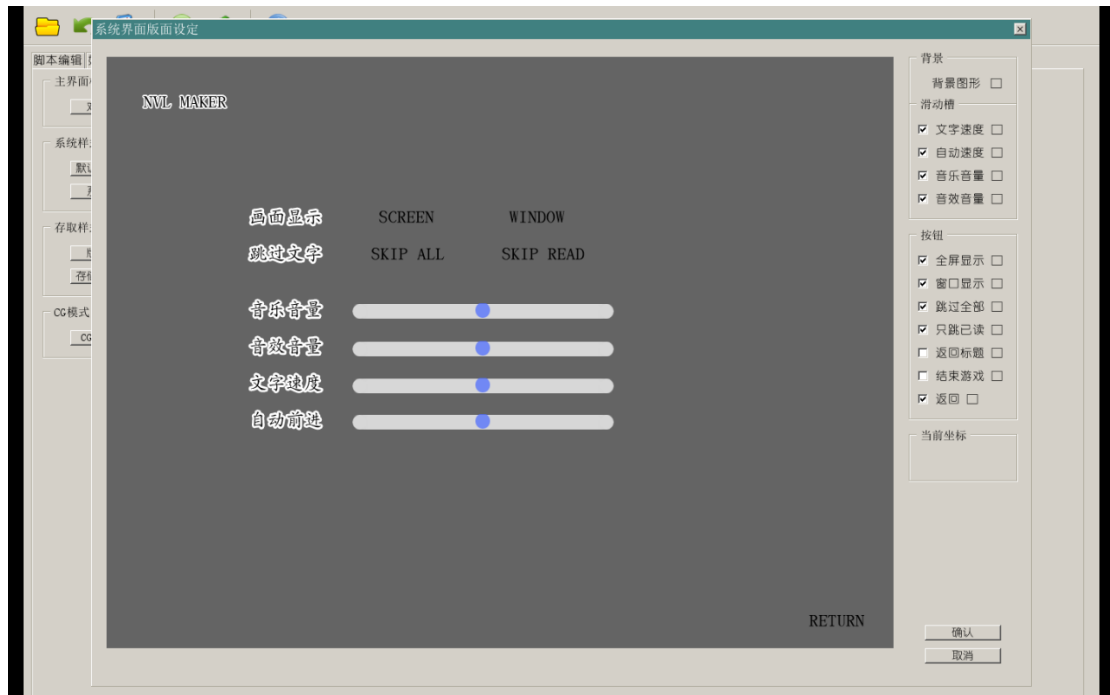 系统界面版面设定
脚本编辑
主界面
系统样
存取样
CG模式
NVL MAKER
画面显示 SCREEN WINDOW
跳过文字 SKIP ALL SKIP READ
音乐音量
音效音量
文字速度
自动前进
RETURN
背景
背景图形
滑动槽
文字速度
自动速度
音乐音量
音效音量
按钮
全屏显示
窗口显示
跳过全部
只跳已读
返回标题
结束游戏
返回
当前坐标
确认
取消